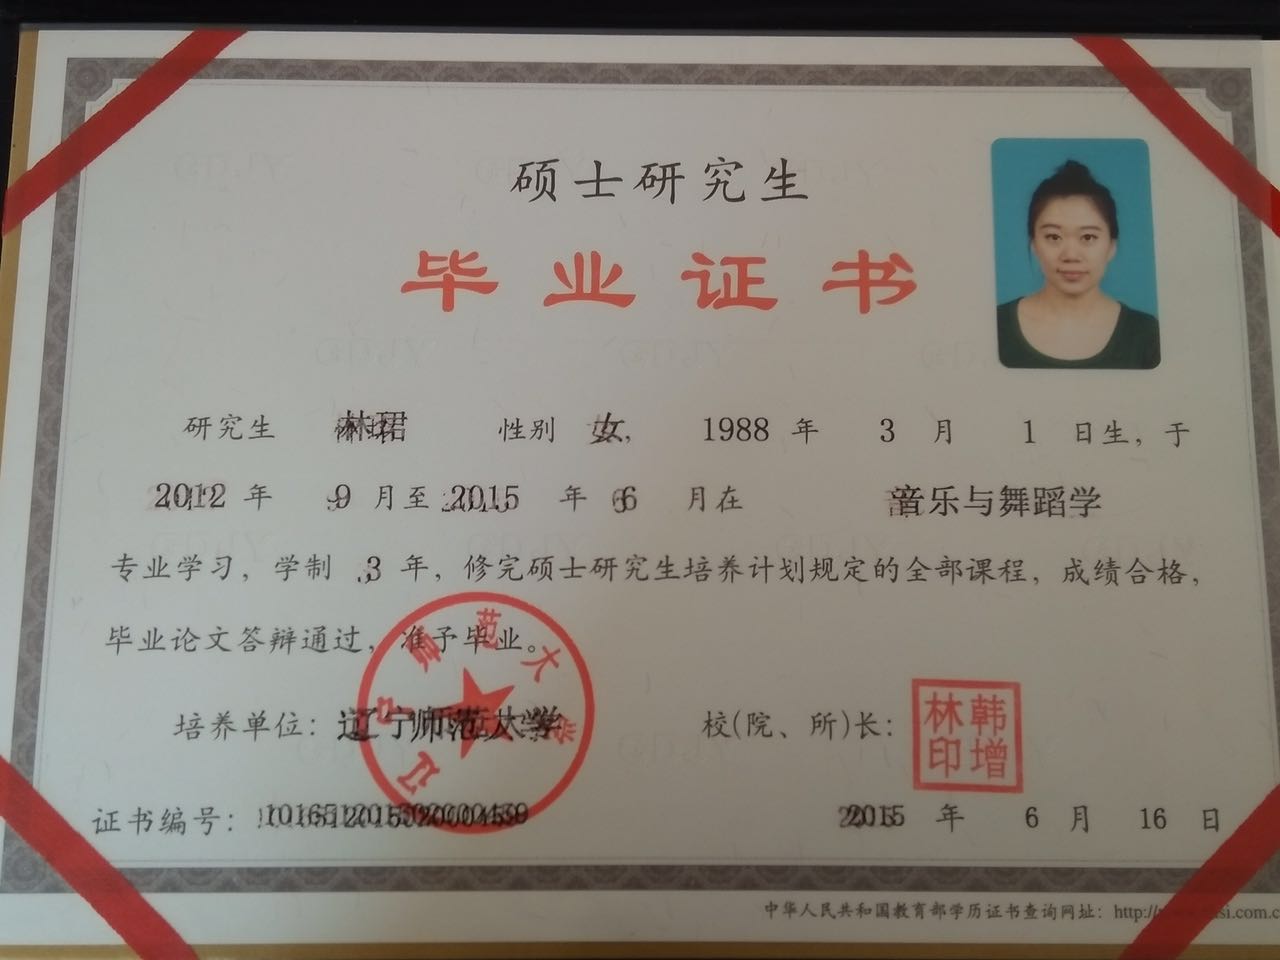 硕士研究生
毕业证书
研究生 林珺 性别 女, 1988 年 3 月 1 日生, 于
2012 年 9 月至 2015 年 6 月在 音乐与舞蹈学
专业学习, 学制 3 年, 修完硕士研究生培养计划规定的全部课程, 成绩合格,
毕业论文答辩通过, 准予毕业。
辽宁师范大学
培养单位: 辽宁师范大学 校(院、所)长:
韩增林印
证书编号: 2015 年 6 月 16 日
中华人民共和国教育部学历证书查询网址: http://